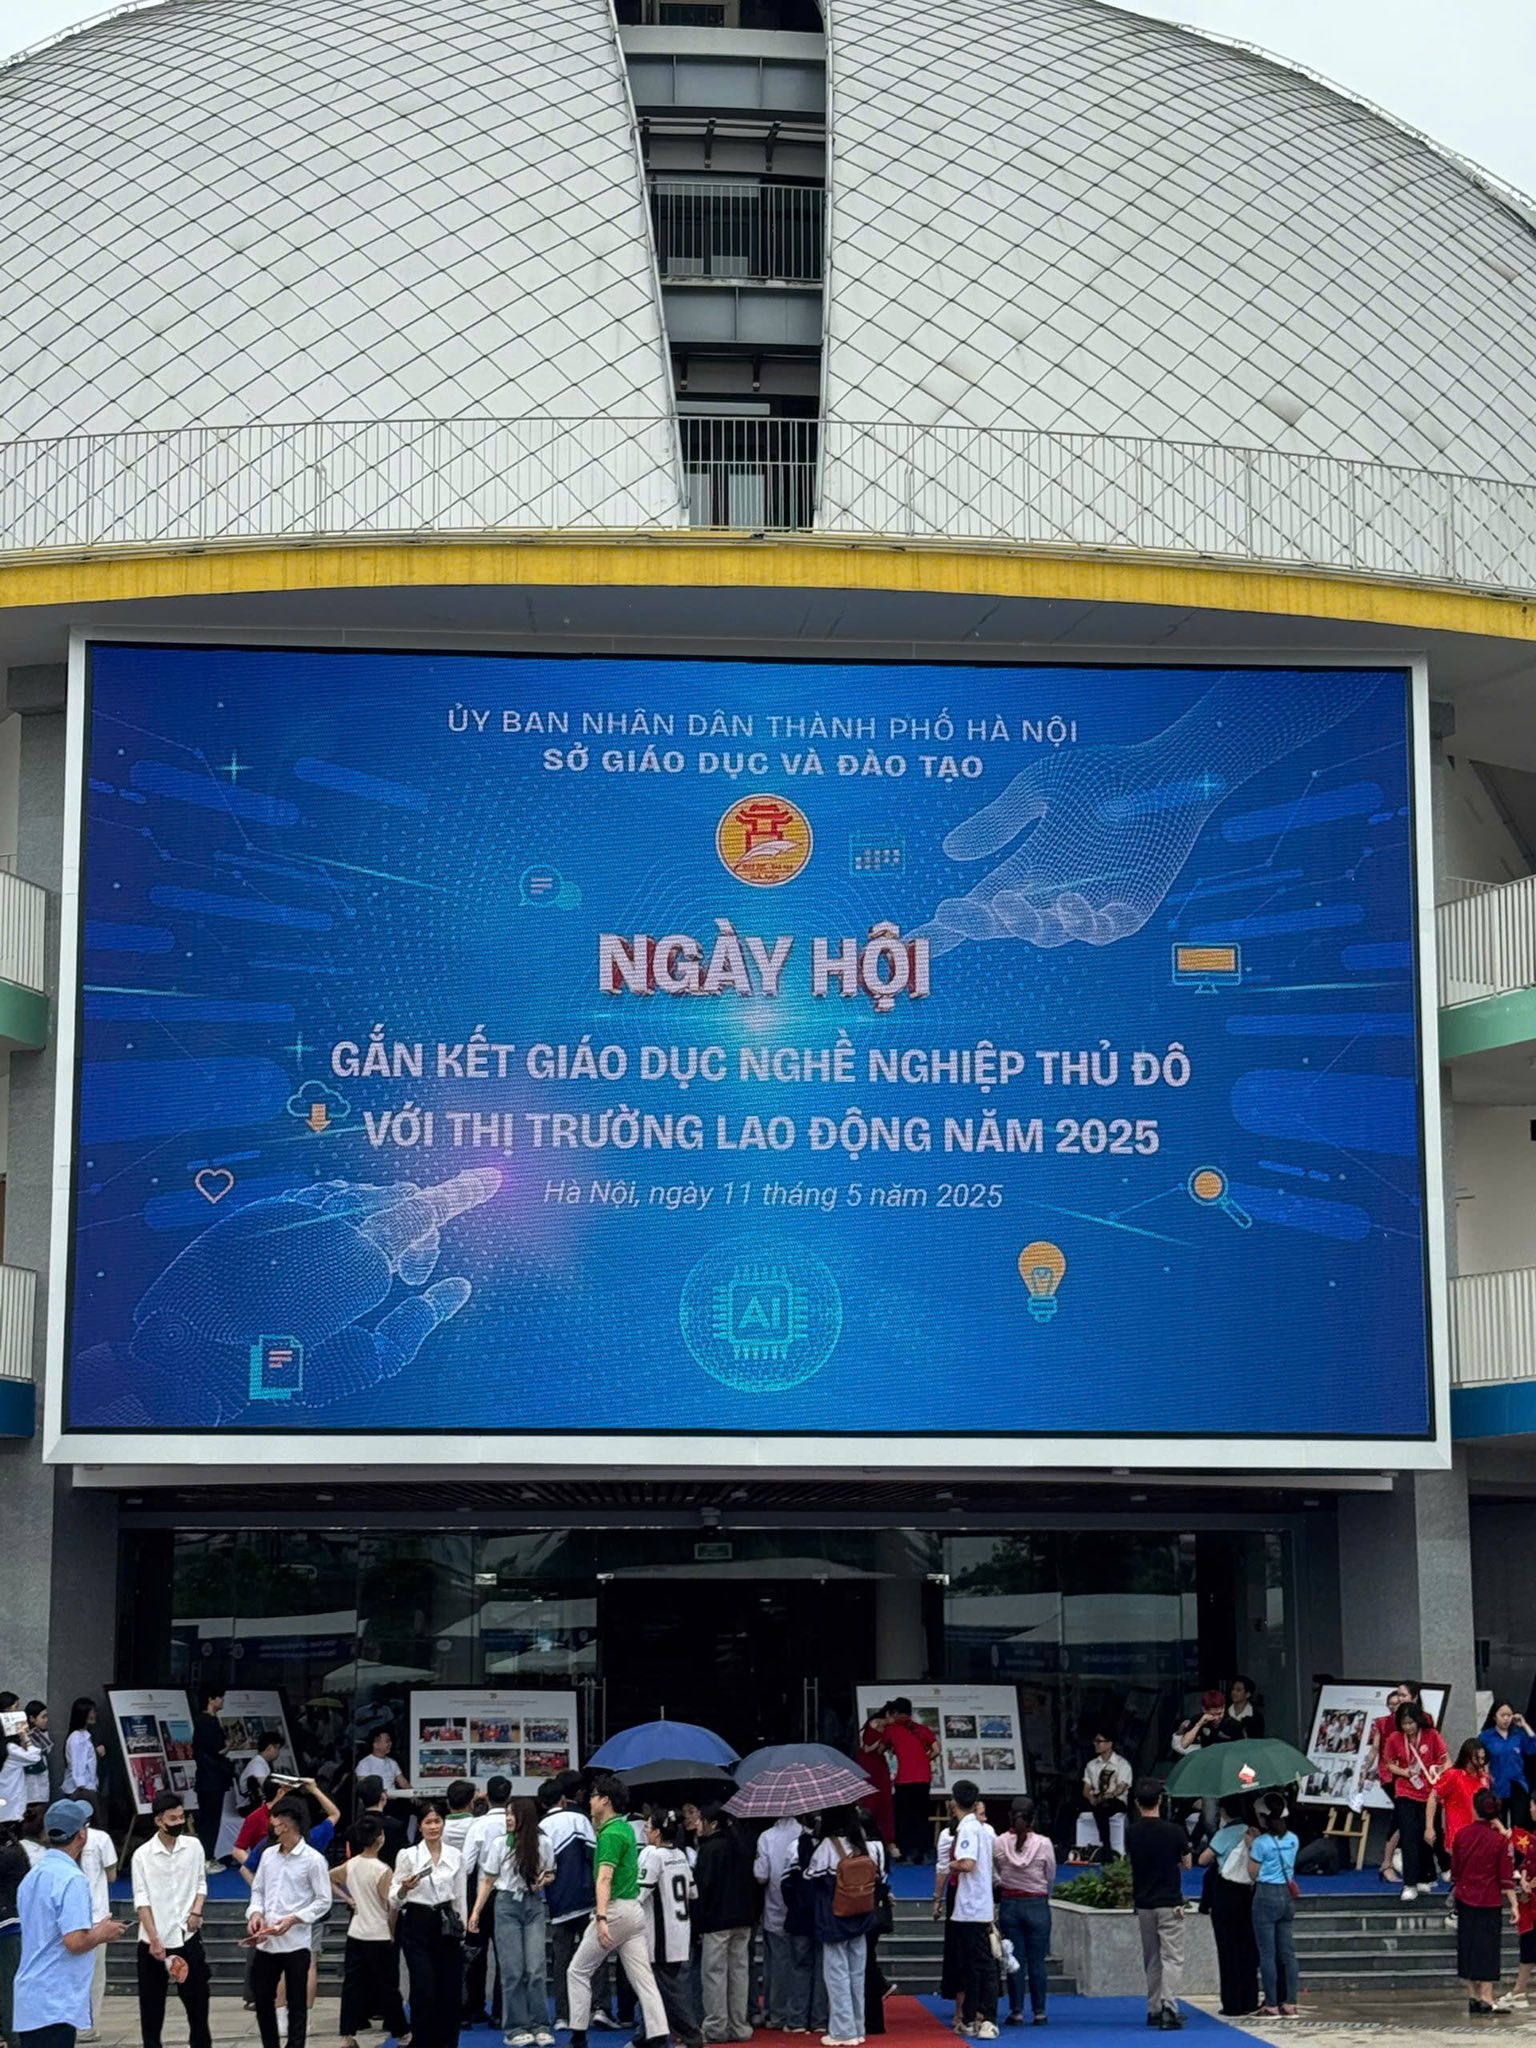 ỦY BAN NHÂN DÂN THÀNH PHỐ HÀ NỘI
SỞ GIÁO DỤC VÀ ĐÀO TẠO
NGÀY HỘI
GẮN KẾT GIÁO DỤC NGHỀ NGHIỆP THỦ ĐÔ
VỚI THỊ TRƯỜNG LAO ĐỘNG NĂM 2025
Hà Nội, ngày 11 tháng 5 năm 2025
AI
9